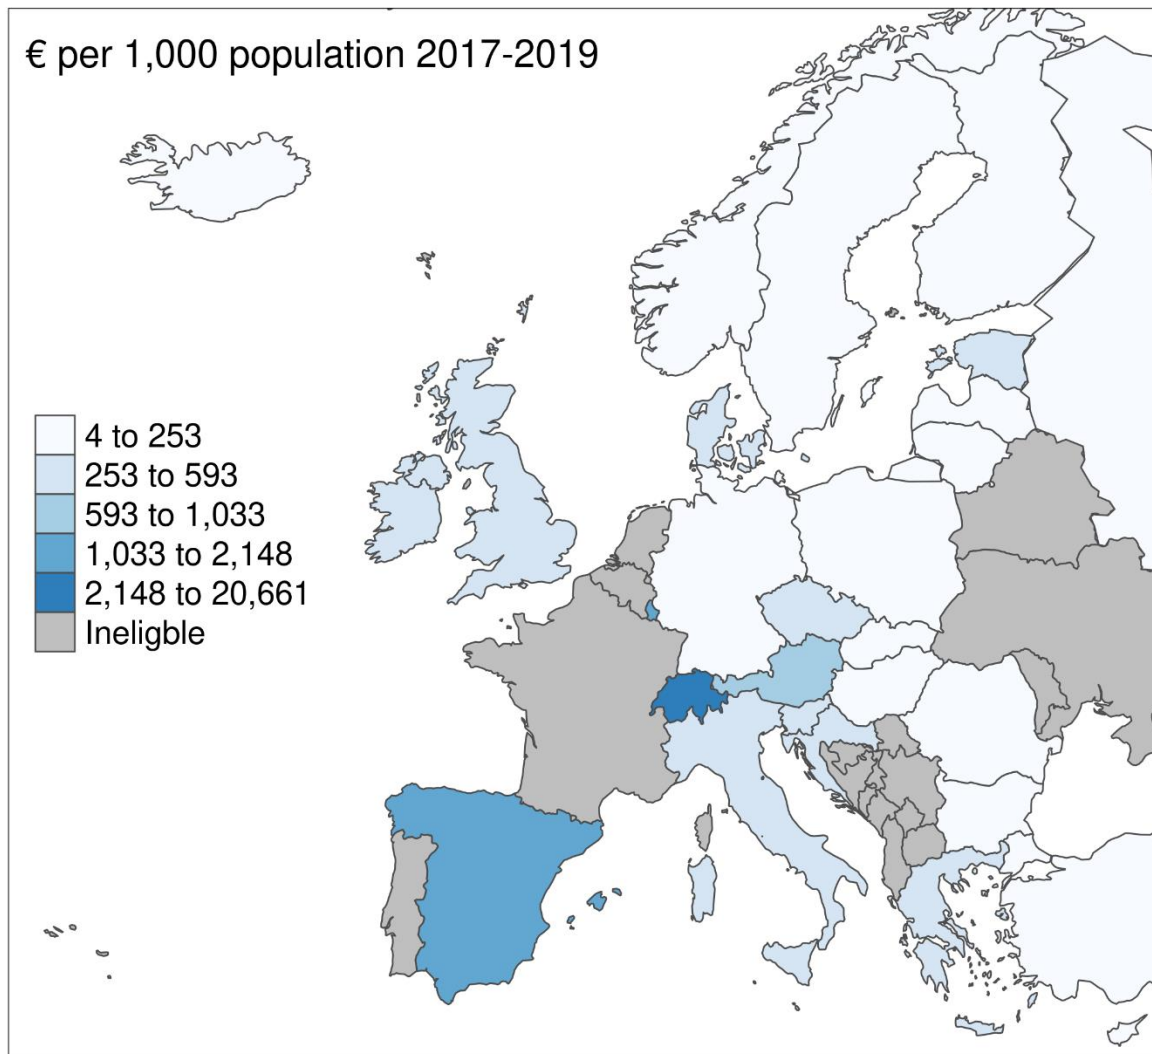 € per 1,000 population 2017-2019
4 to 253
253 to 593
593 to 1,033
1,033 to 2,148
2,148 to 20,661
Ineligble